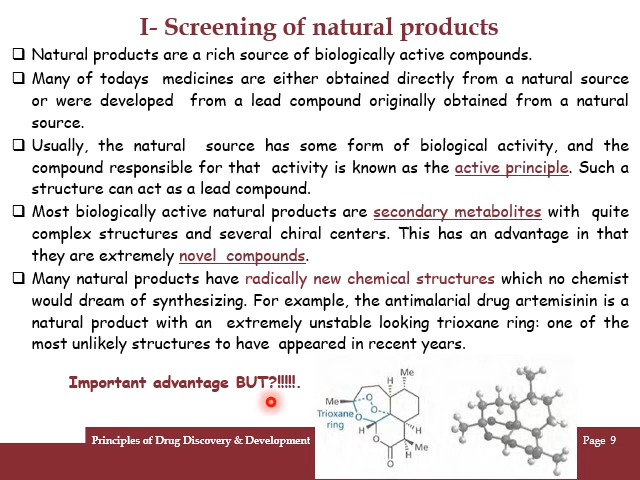 I- Screening of natural products
❑ Natural products are a rich source of biologically active compounds.
❑ Many of todays medicines are either obtained directly from a natural source
or were developed from a lead compound originally obtained from a natural
source.
❑ Usually, the natural source has some form of biological activity, and the
compound responsible for that activity is known as the active principle. Such a
structure can act as a lead compound.
❑ Most biologically active natural products are secondary metabolites with quite
complex structures and several chiral centers. This has an advantage in that
they are extremely novel compounds.
❑ Many natural products have radically new chemical structures which no chemist
would dream of synthesizing. For example, the antimalarial drug artemisinin is a
natural product with an extremely unstable looking trioxane ring: one of the
most unlikely structures to have appeared in recent years.
Important advantage BUT?!!!!!.
Me
H
Me
O
O
Trioxane
ring
O
H
H
O
H
Me
O
Principles of Drug Discovery & Development
Page 9